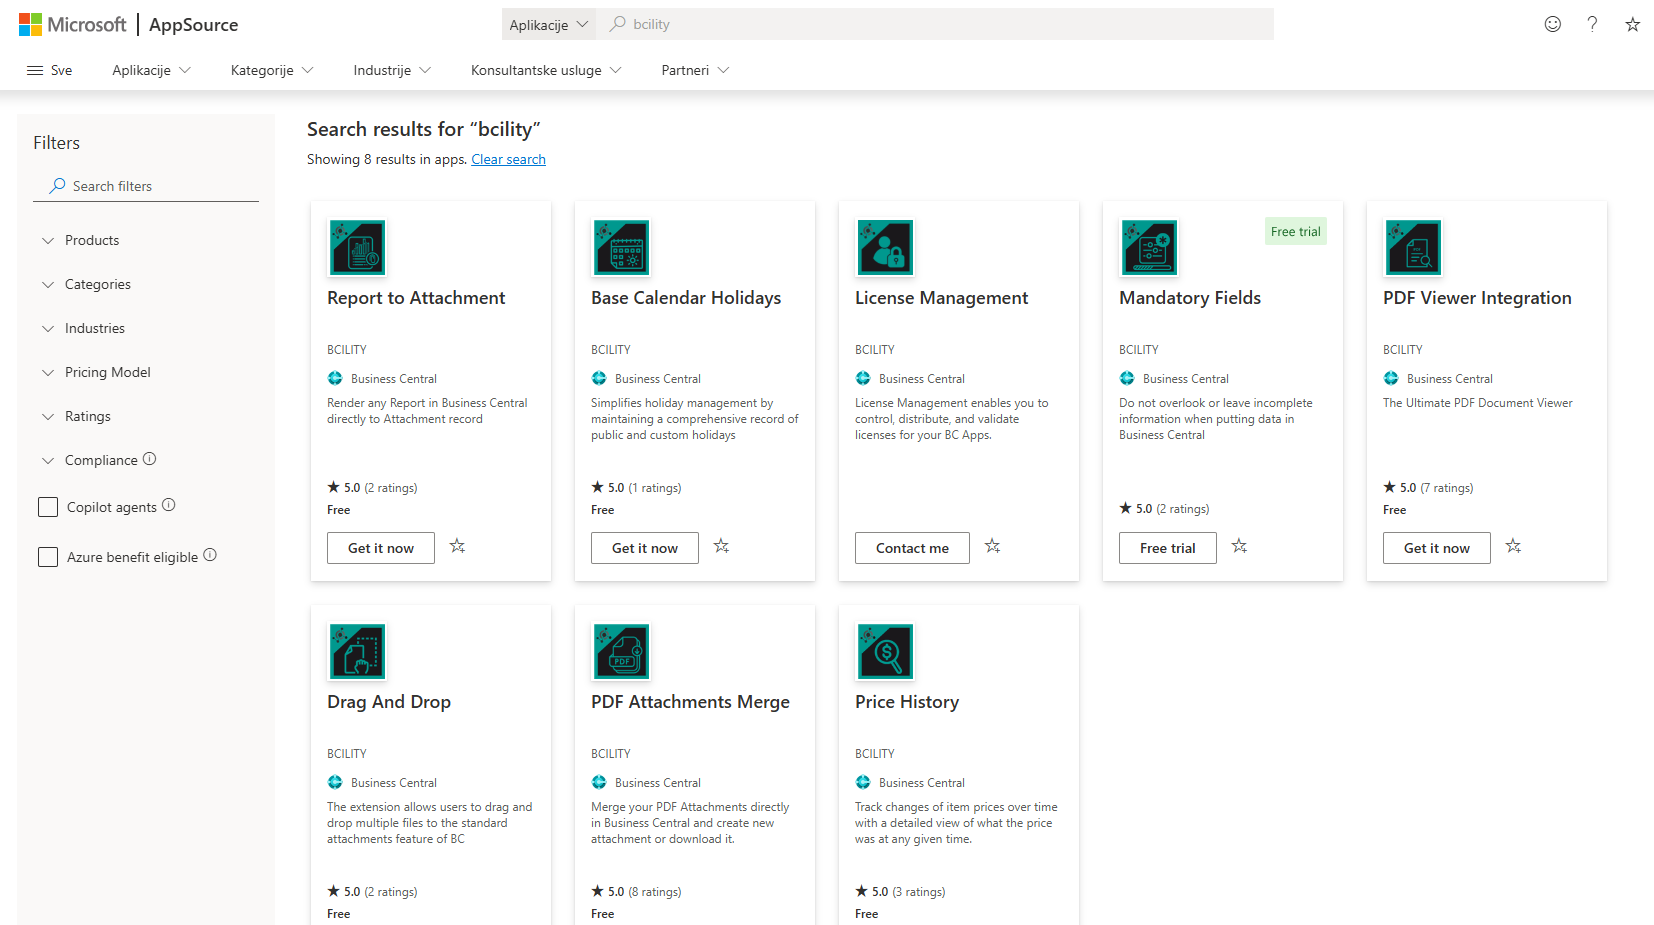 Microsoft | AppSource
Aplikacije
bcility
Sve
Aplikacije
Kategorije
Industrije
Konsultantske usluge
Partneri
Filters
Search filters
Products
Categories
Industries
Pricing Model
Ratings
Compliance
Copilot agents
Azure benefit eligible
Search results for “bcility”
Showing 8 results in apps. Clear search
Report to Attachment
BCILITY
Business Central
Render any Report in Business Central
directly to Attachment record
★ 5.0 (2 ratings)
Free
Get it now
Base Calendar Holidays
BCILITY
Business Central
Simplifies holiday management by
maintaining a comprehensive record of
public and custom holidays
★ 5.0 (1 ratings)
Free
Get it now
License Management
BCILITY
Business Central
License Management enables you to
control, distribute, and validate
licenses for your BC Apps.
Contact me
Free trial
Mandatory Fields
BCILITY
Business Central
Do not overlook or leave incomplete
information when putting data in
Business Central
★ 5.0 (2 ratings)
Free trial
PDF
PDF Viewer Integration
BCILITY
Business Central
The Ultimate PDF Document Viewer
★ 5.0 (7 ratings)
Free
Get it now
Drag And Drop
BCILITY
Business Central
The extension allows users to drag and
drop multiple files to the standard
attachments feature of BC
★ 5.0 (2 ratings)
Free
PDF
PDF Attachments Merge
BCILITY
Business Central
Merge your PDF Attachments directly
in Business Central and create new
attachment or download it.
★ 5.0 (8 ratings)
Free
$
Price History
BCILITY
Business Central
Track changes of item prices over time
with a detailed view of what the price
was at any given time.
★ 5.0 (3 ratings)
Free